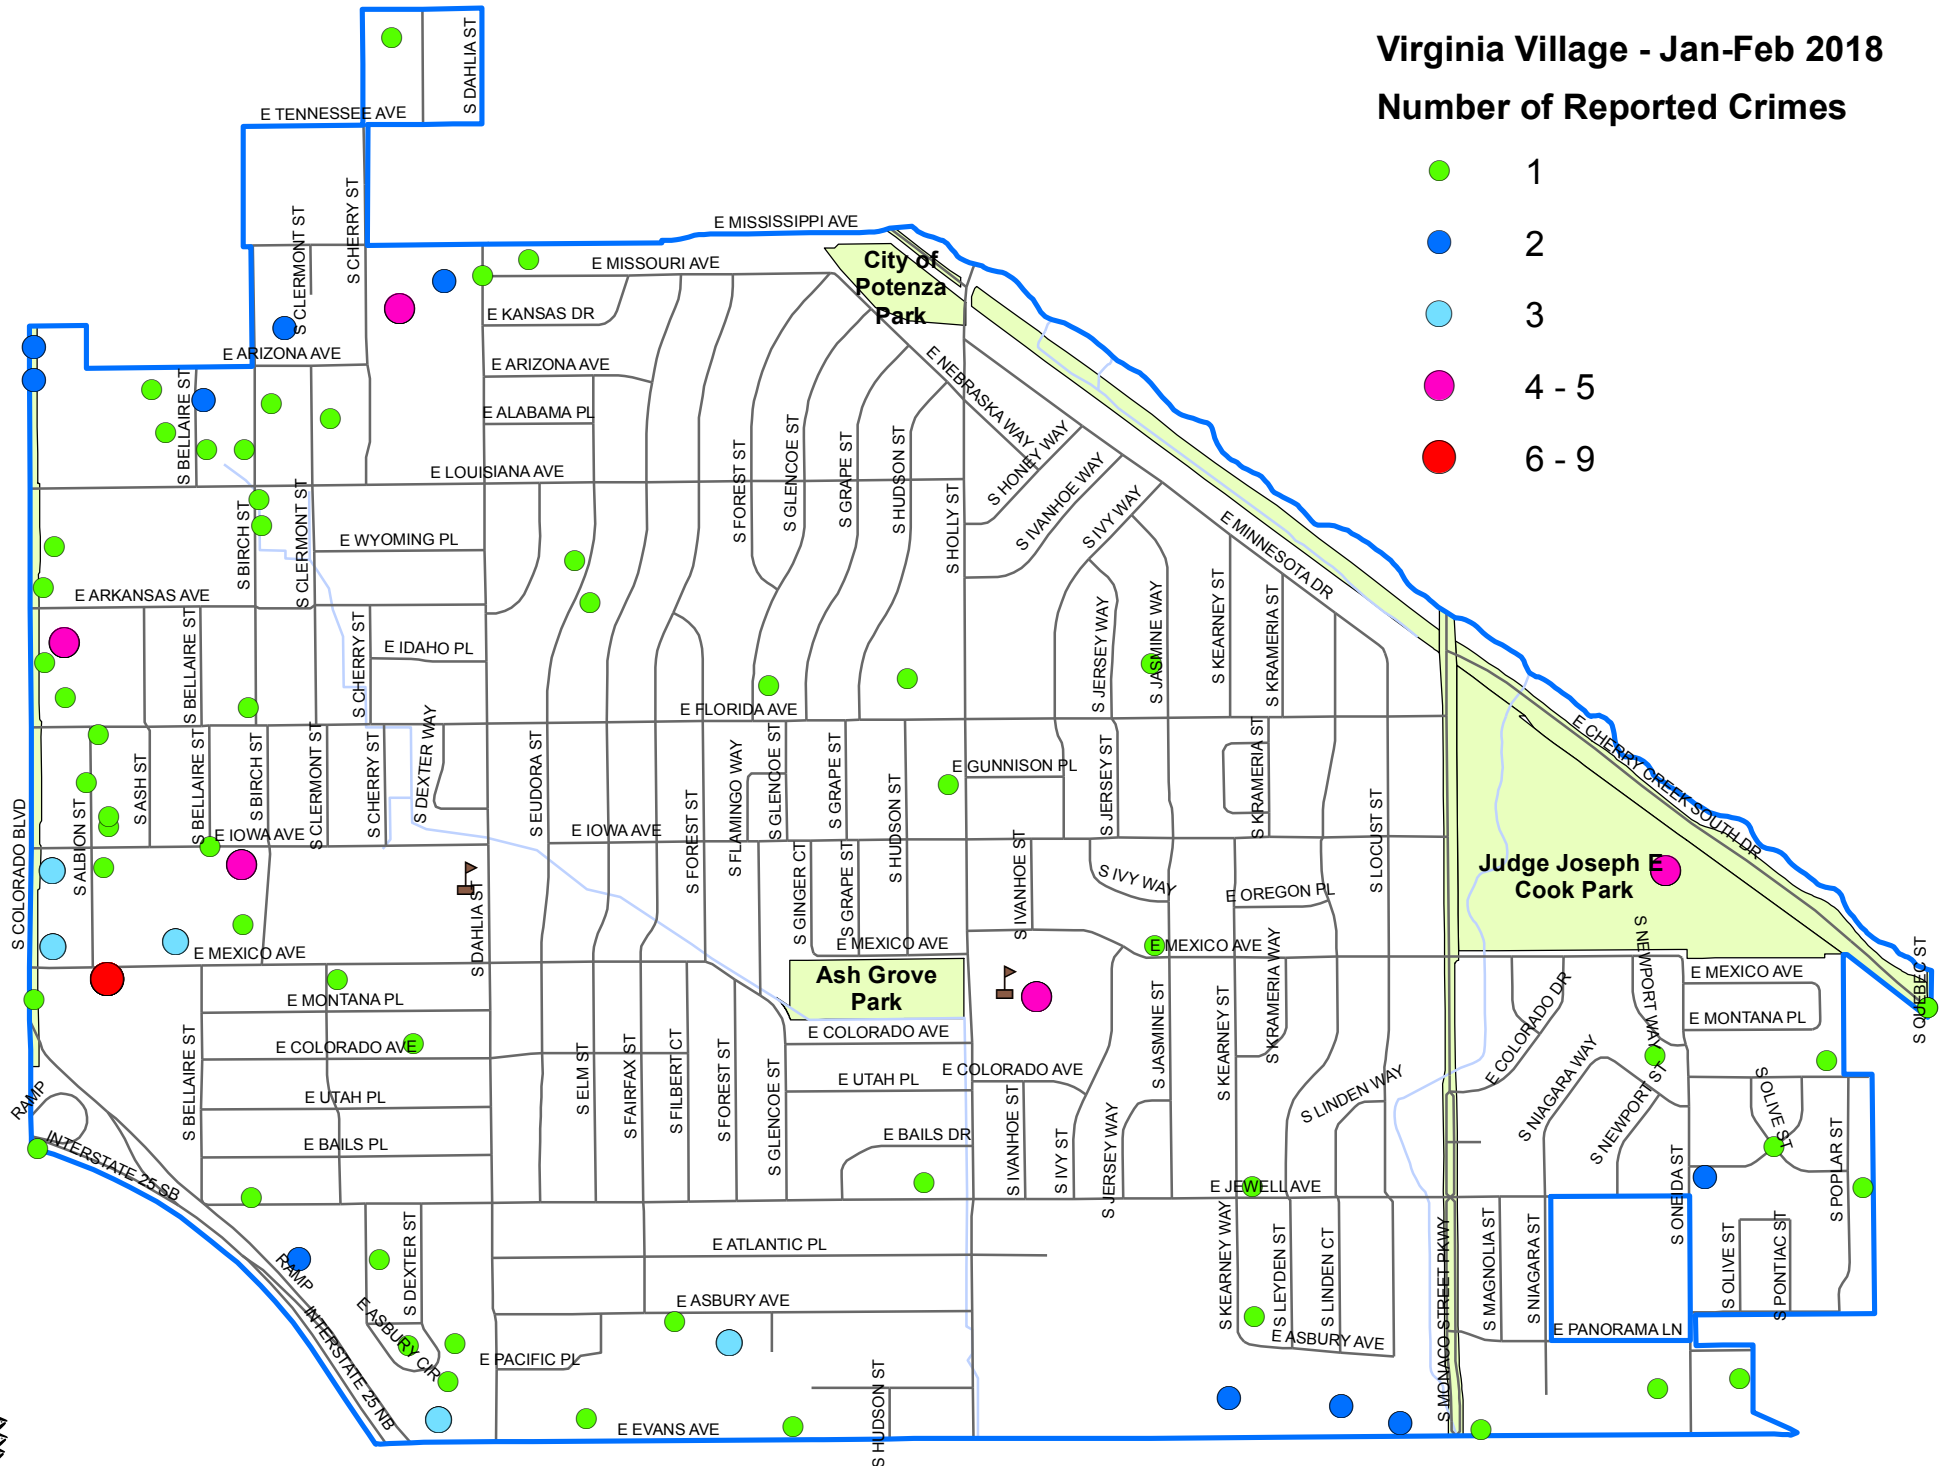 Virginia Village - Jan-Feb 2018
Number of Reported Crimes
1
2
3
4 - 5
6 - 9
S DAHLIA ST
E TENNESSEE AVE
S CHERRY ST
S CLERMONT ST
E MISSISSIPPI AVE
E MISSOURI AVE
City of
Potenza
Park
E KANSAS DR
E ARIZONA AVE
E ARIZONA AVE
E NEBRASKA WAY
S BELLAIRE ST
E ALABAMA PL
S HONEY WAY
S FOREST ST
S GLENCOE ST
S GRAPE ST
S HUDSON ST
S IVANHOE WAY
E LOUISIANA AVE
S HOLLY ST
S IVY WAY
E MINNESOTA DR
S BIRCH ST
S CLERMONT ST
E WYOMING PL
E ARKANSAS AVE
S JERSEY WAY
S JASMINE WAY
S KEARNEY ST
S KRAMERIA ST
S BELLAIRE ST
S CHERRY ST
E IDAHO PL
E FLORIDA AVE
S DEXTER WAY
E CHERRY CREEK SOUTH DR
S COLORADO BLVD
S ALBION ST
S ASH ST
S BELLAIRE ST
S BIRCH ST
S CLERMONT ST
S CHERRY ST
S EUDORA ST
S FOREST ST
S FLAMINGO WAY
S GLENCOE ST
S GRAPE ST
S HUDSON ST
E GUNNISON PL
S JERSEY ST
S KRAMERIA ST
S LOCUST ST
E IOWA AVE
E IOWA AVE
S GINGER CT
S GRAPE ST
S IVANHOE ST
S IVY WAY
E OREGON PL
Judge Joseph E
Cook Park
S DAHLIA ST
E MEXICO AVE
E MEXICO AVE
E MEXICO AVE
S KRAMERIA WAY
S NEWPORT WAY
E MEXICO AVE
S QUEBEC ST
Ash Grove
Park
E MONTANA PL
E MONTANA PL
E COLORADO AVE
E COLORADO AVE
E COLORADO AVE
E COLORADO DR
S BELLAIRE ST
S ELM ST
S FAIRFAX ST
S FILBERT CT
S FOREST ST
S GLENCOE ST
S JASMINE ST
S KEARNEY ST
S NIAGARA WAY
S NEWPORT ST
S OLIVE ST
RAMP
E UTAH PL
E UTAH PL
S LINDEN WAY
INTERSTATE 25 SB
E BAILS PL
E BAILS DR
S IVANHOE ST
S IVY ST
S JERSEY WAY
S ONEIDA ST
S POPLAR ST
E JEWELL AVE
RAMP
S DEXTER ST
E ATLANTIC PL
S KEARNEY WAY
S LEYDEN ST
S LINDEN CT
S MONACO STREET PKWY
S MAGNOLIA ST
S NIAGARA ST
S OLIVE ST
S PONTIAC ST
E ASBURY AVE
E ASBURY CIR
INTERSTATE 25 NB
E PACIFIC PL
E ASBURY AVE
E PANORAMA LN
S HUDSON ST
E EVANS AVE